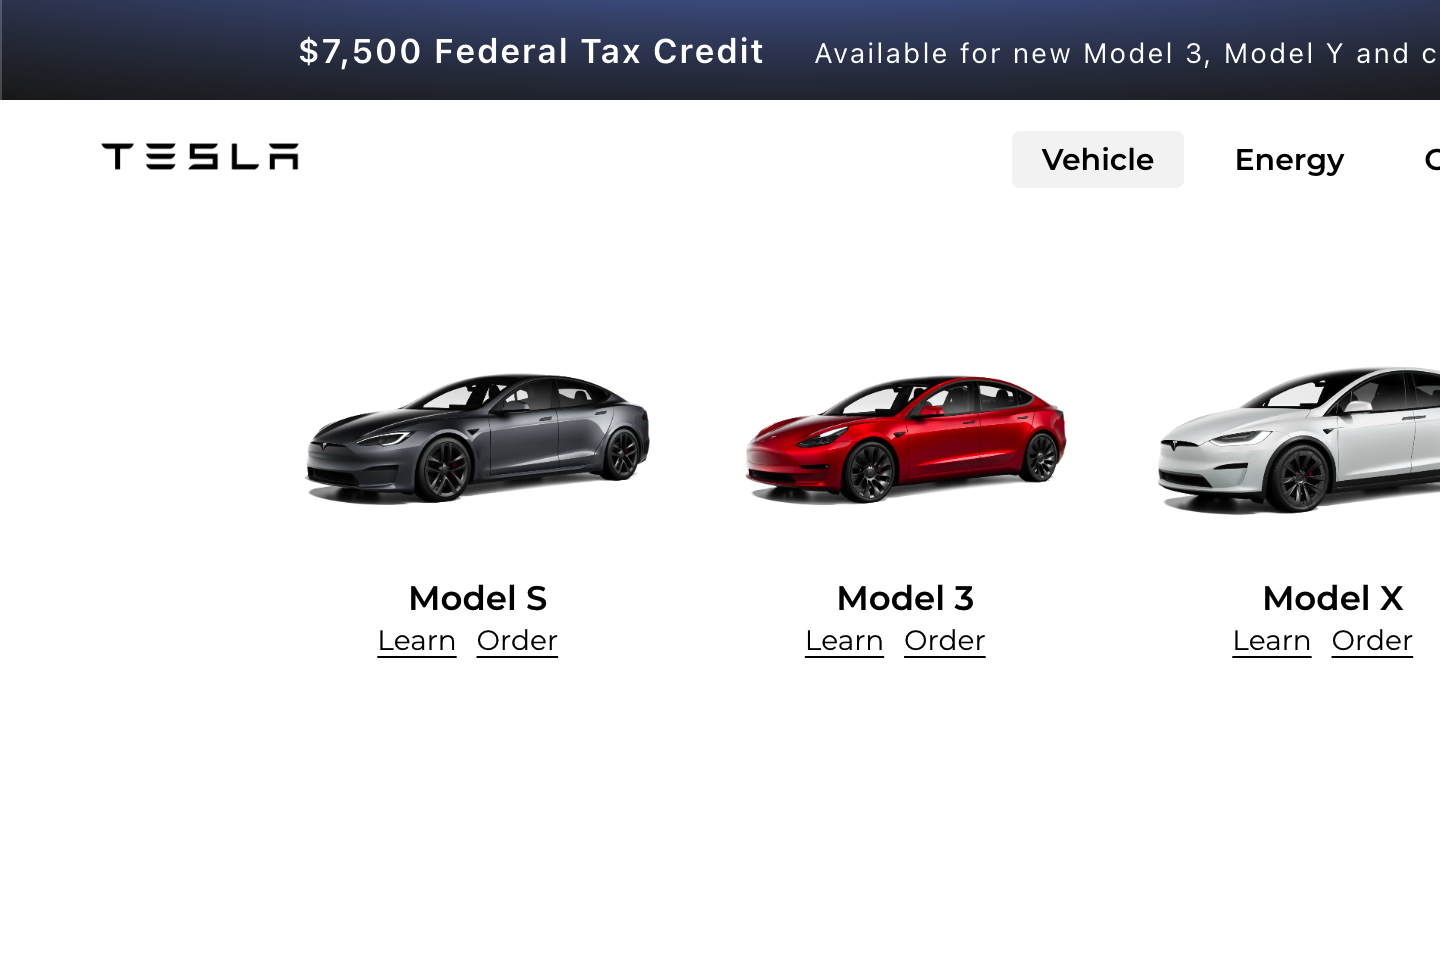 $7,500 Federal Tax Credit Available for new Model 3, Model Y and
TESLA Vehicle Energy
Model S Model 3 Model X
Learn Order Learn Order Learn Order